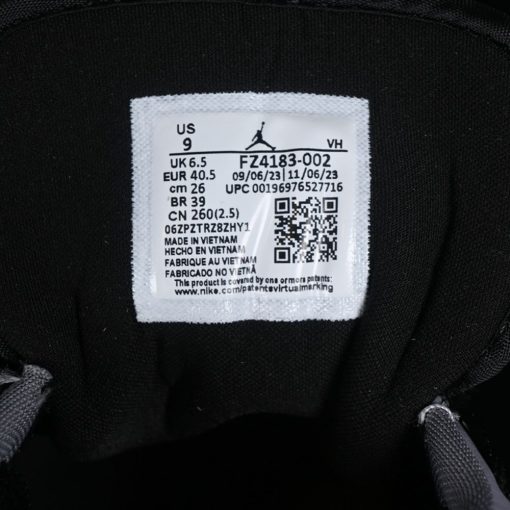 US
9
VH
UK 6.5
FZ4183-002
EUR 40.5
09/06/23 | 11/06/23
cm 26
UPC 00196976527716
BR 39
CN 260(2.5)
06ZPZTRZ8ZHY1
MADE IN VIETNAM
HECHO EN VIETNAM
FABRIQUE AU VIETNAM
FABRICADO NO VIETNÃ
This product is covered by one or more patents:
www.nike.com/patentsvirtualmarking